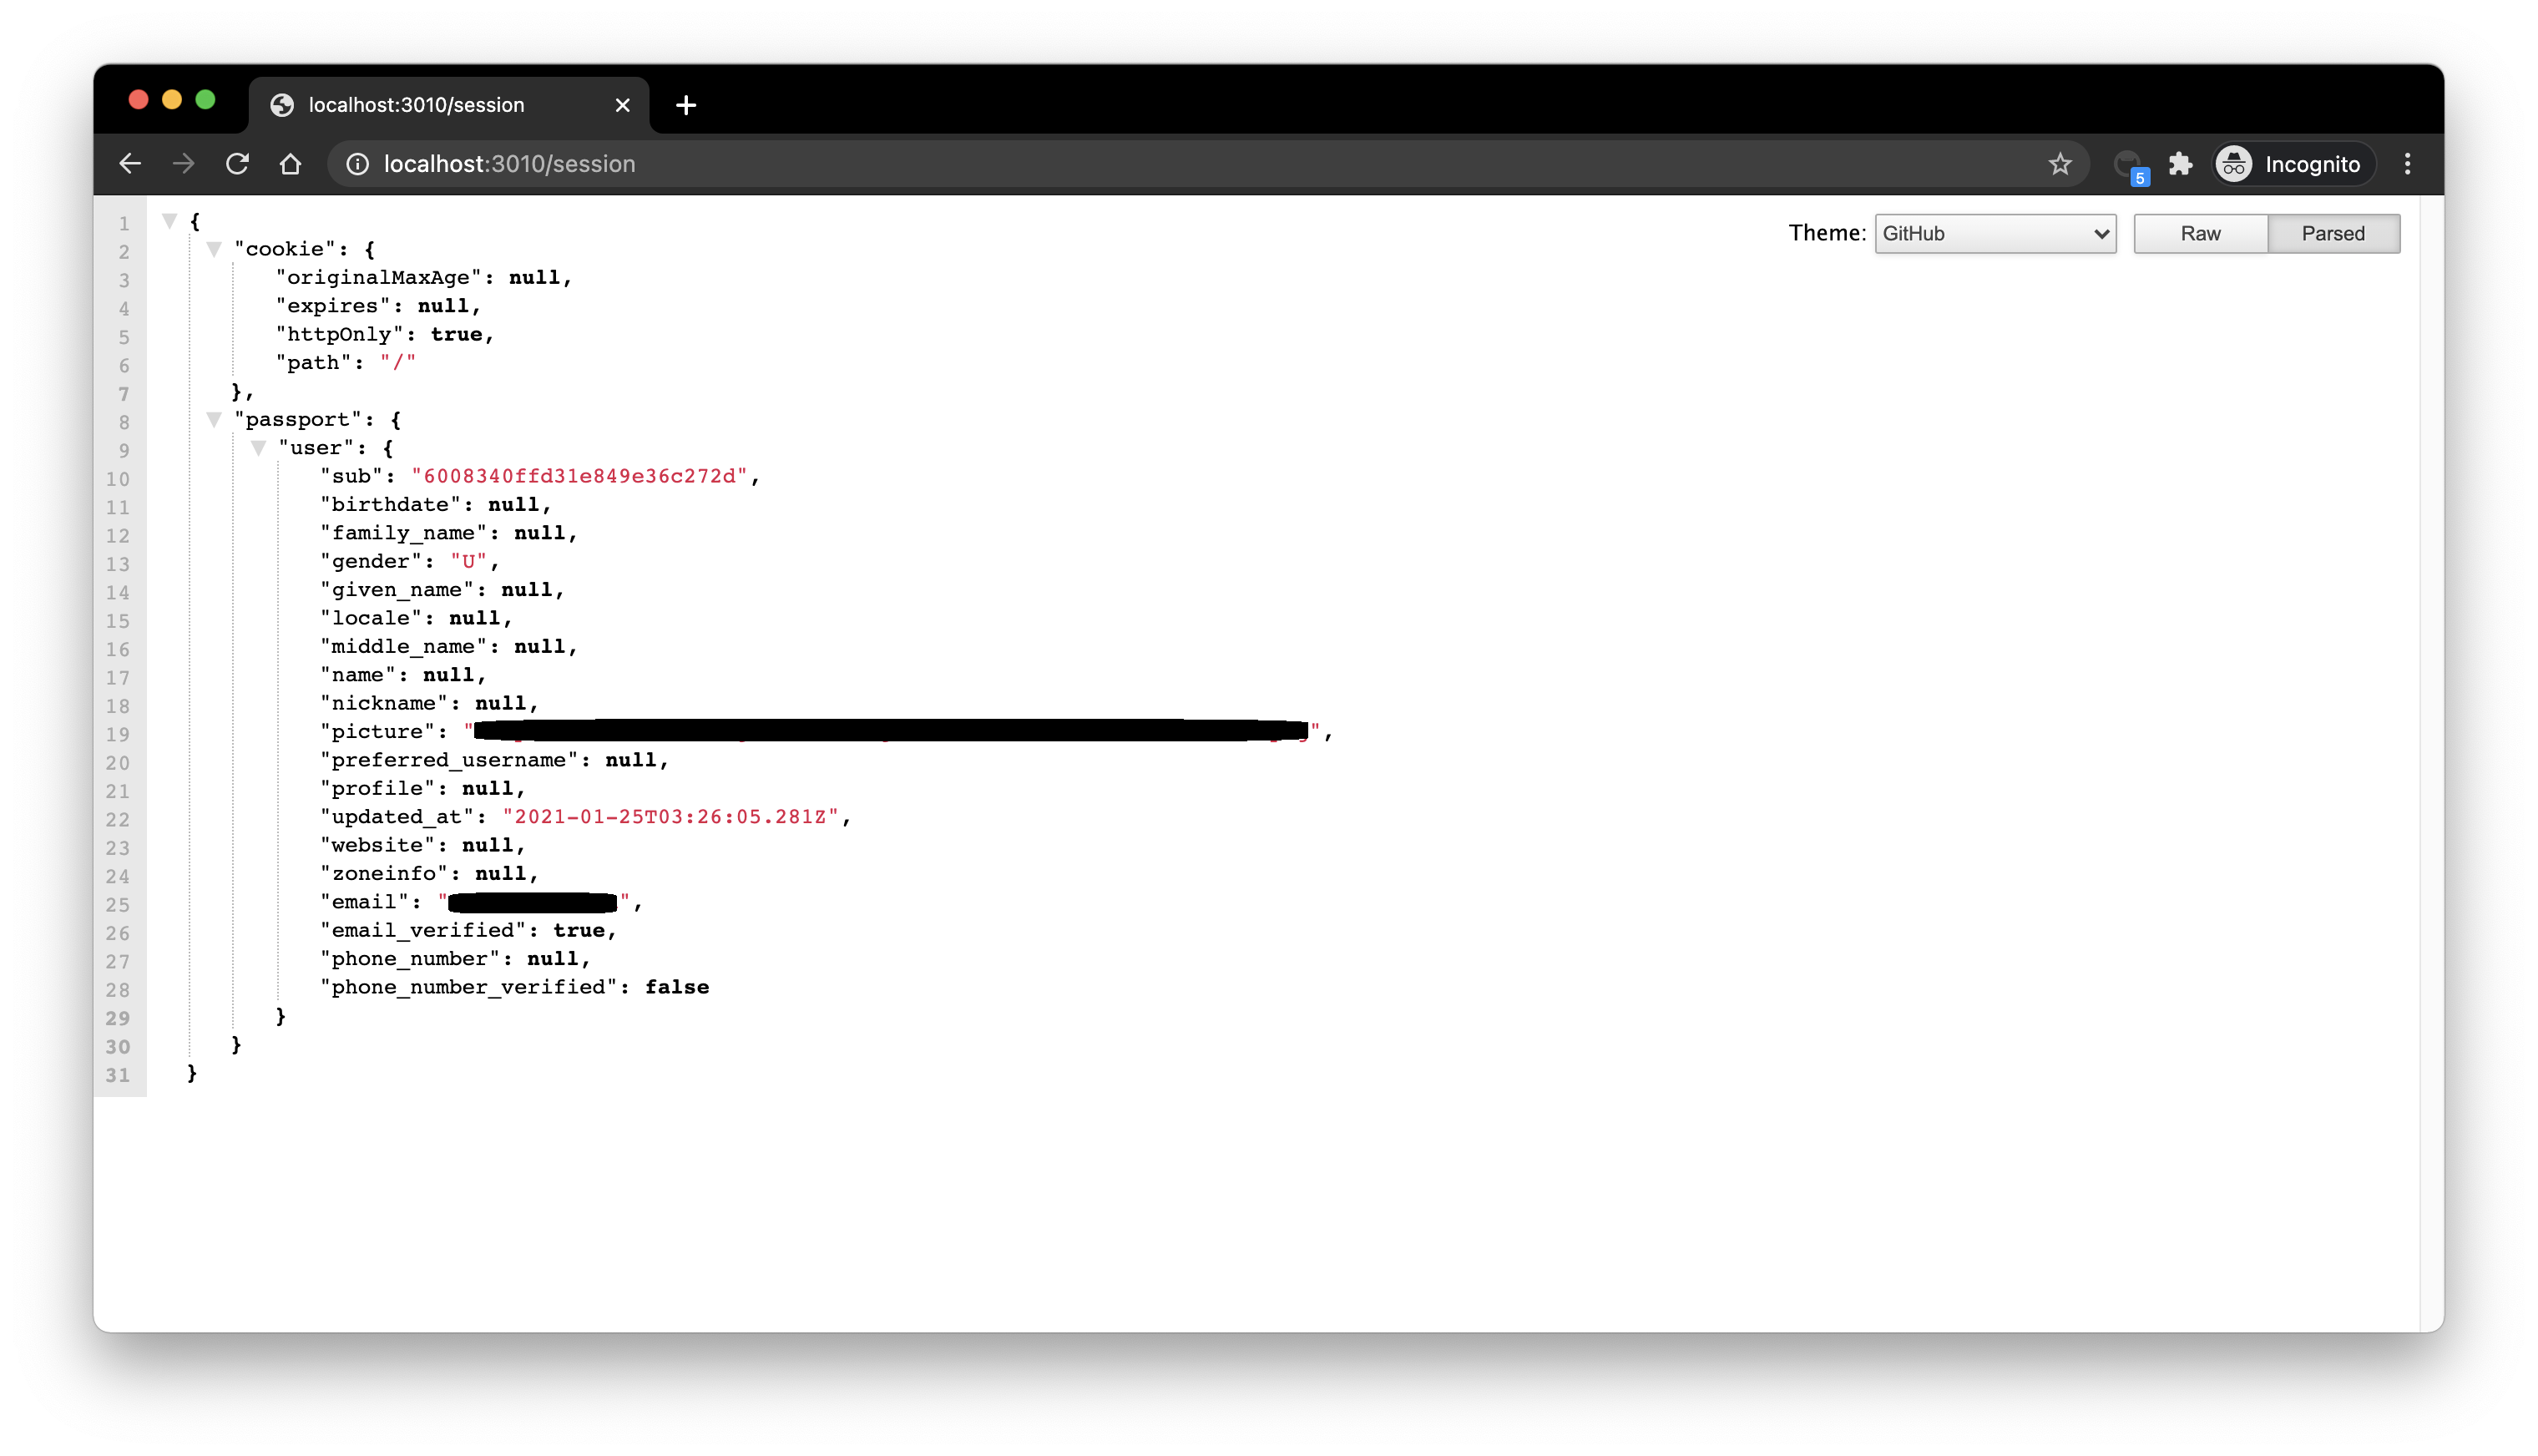 localhost:3010/session
localhost:3010/session
5
Incognito
Theme: GitHub Raw Parsed
1 {
2 "cookie": {
3 "originalMaxAge": null,
4 "expires": null,
5 "httpOnly": true,
6 "path": "/"
7 },
8 "passport": {
9 "user": {
10 "sub": "6008340ffd31e849e36c272d",
11 "birthdate": null,
12 "family_name": null,
13 "gender": "U",
14 "given_name": null,
15 "locale": null,
16 "middle_name": null,
17 "name": null,
18 "nickname": null,
19 "picture": "",
20 "preferred_username": null,
21 "profile": null,
22 "updated_at": "2021-01-25T03:26:05.281Z",
23 "website": null,
24 "zoneinfo": null,
25 "email": "",
26 "email_verified": true,
27 "phone_number": null,
28 "phone_number_verified": false
29 }
30 }
31 }